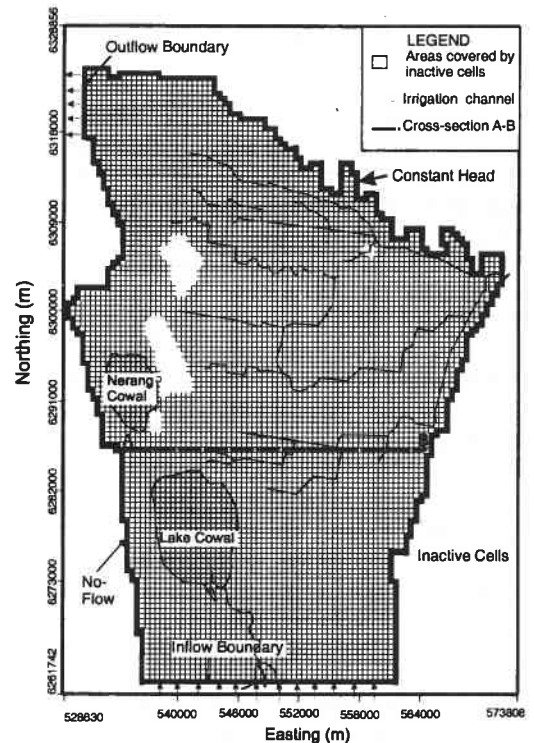 6328856
Outflow Boundary
LEGEND
Areas covered by
inactive cells
Irrigation channel
Cross-section A-B
6318000
Constant Head
6309000
6300000
Northing (m)
Nerang
Cowal
6291000
A
B
6282000
Lake Cowal
Inactive Cells
6273000
No-
Flow
Inflow Boundary
6261742
528630
540000
546000
552000
558000
564000
573808
Easting (m)